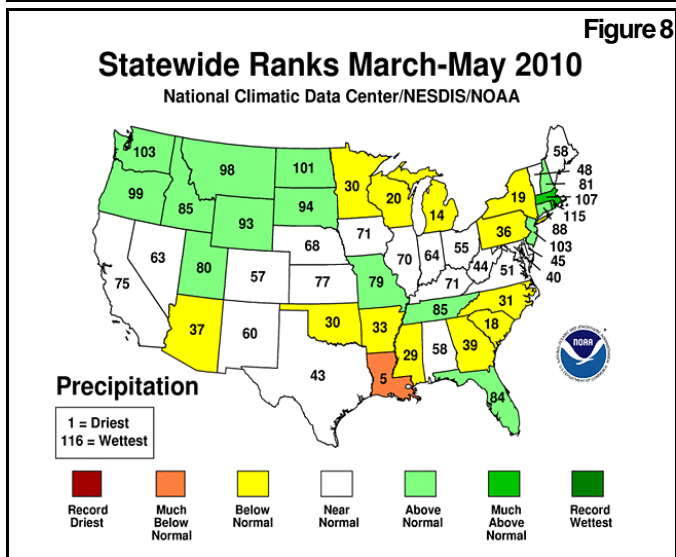 Figure 8
Statewide Ranks March-May 2010
National Climatic Data Center/NESDIS/NOAA
103
98
101
99
85
93
94
30
20
14
19
58
48
81
107
115
88
103
45
40
36
75
63
80
57
68
77
71
70
64
55
44
51
71
79
37
60
30
33
85
31
18
43
5
29
58
39
84
NOAA
Precipitation
1 = Driest
116 = Wettest
Record
Driest
Much
Below
Normal
Below
Normal
Near
Normal
Above
Normal
Much
Above
Normal
Record
Wettest